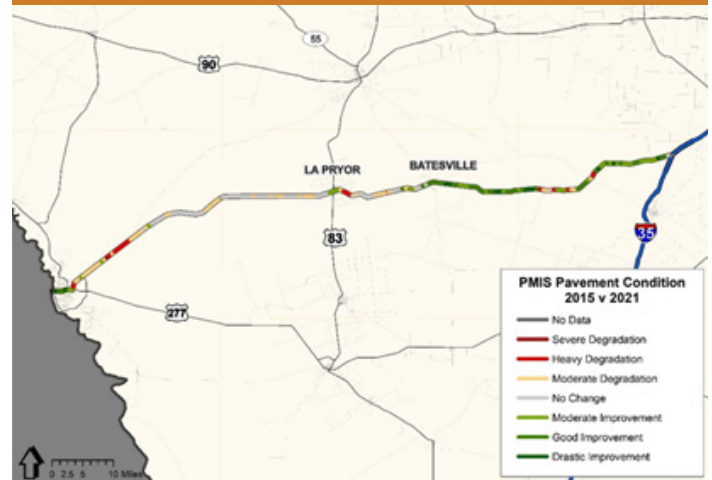 55
90
LA PRYOR
BATESVILLE
83
35
277
PMIS Pavement Condition
2015 v 2021
No Data
Severe Degradation
Heavy Degradation
Moderate Degradation
No Change
Moderate Improvement
Good Improvement
Drastic Improvement
0 2.5 5 10 Miles